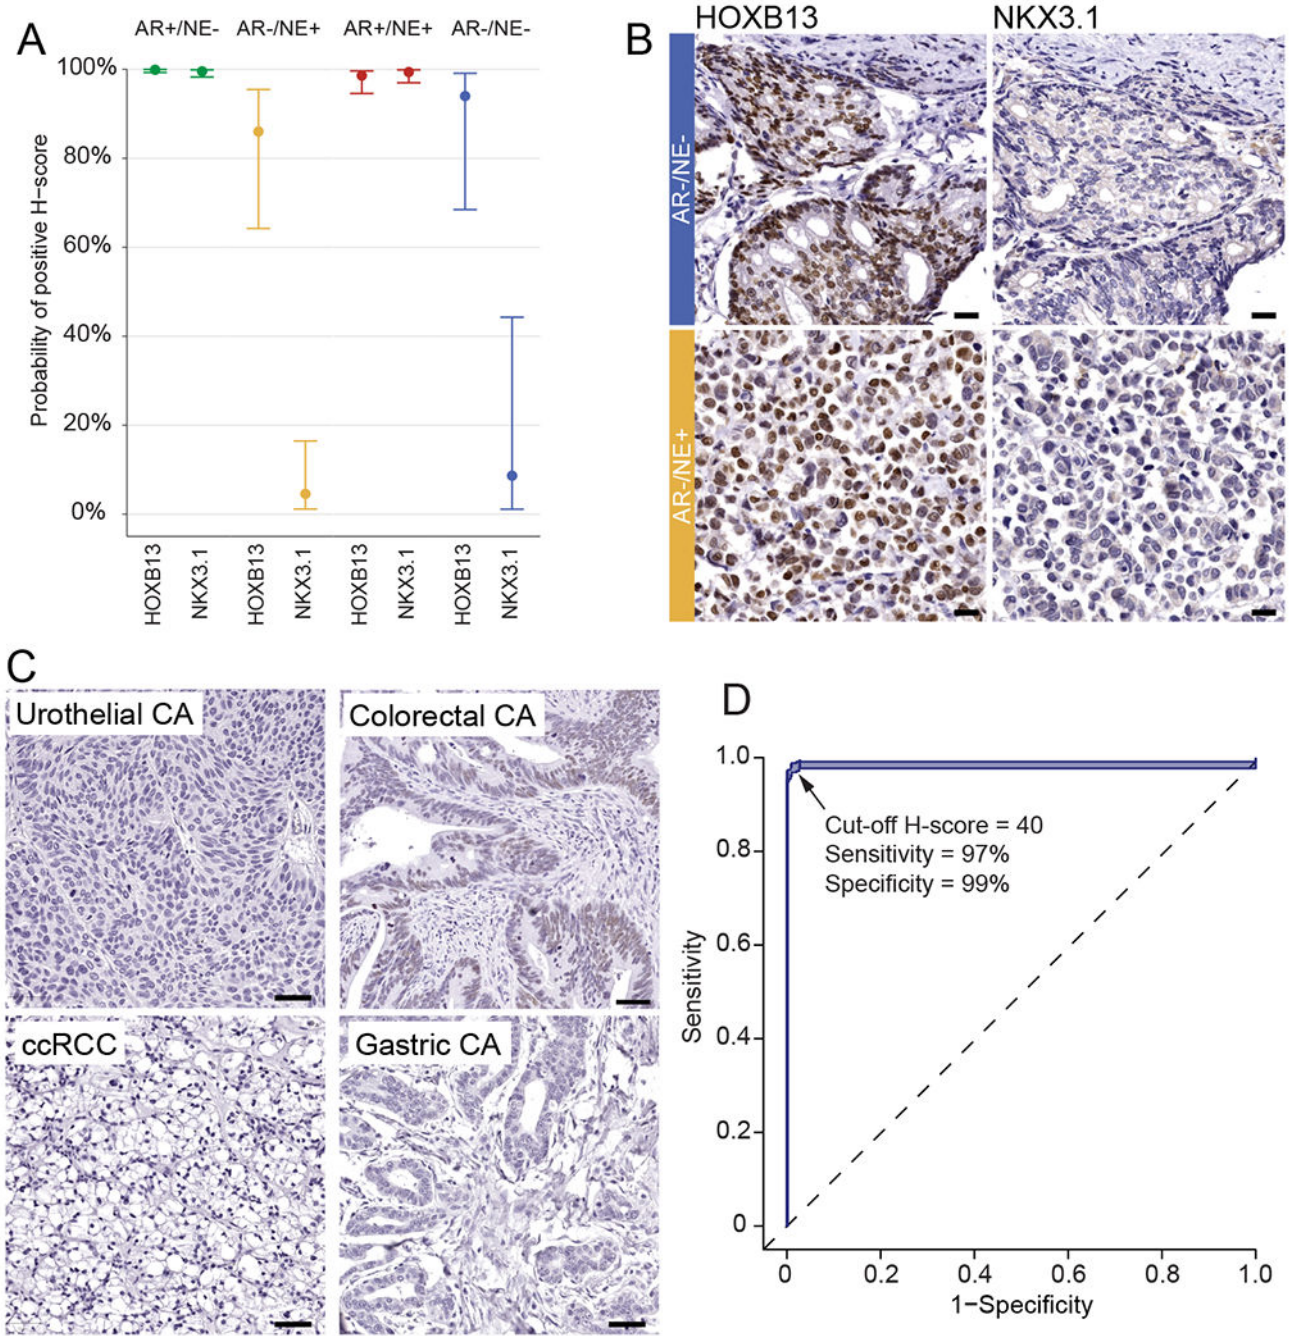 A
AR+/NE-
AR-/NE+
AR+/NE+
AR-/NE-
Probability of positive H−score
100%
80%
60%
40%
20%
0%
HOXB13
NKX3.1
HOXB13
NKX3.1
HOXB13
NKX3.1
HOXB13
NKX3.1
B
HOXB13
NKX3.1
AR-/NE-
AR-/NE+
C
Urothelial CA
Colorectal CA
ccRCC
Gastric CA
D
1.0
0.8
0.6
0.4
0.2
0
Sensitivity
Cut-off H-score = 40
Sensitivity = 97%
Specificity = 99%
0
0.2
0.4
0.6
0.8
1.0
1−Specificity